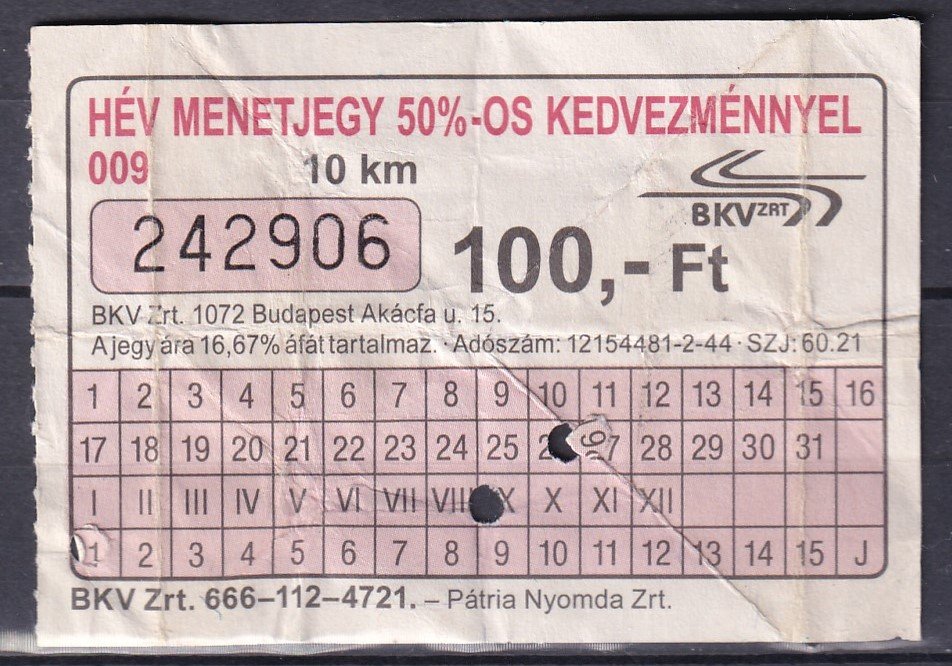 HÉV MENETJEGY 50%-OS KEDVEZMÉNNYEL
009 10 km
BKV ZRT
242906
100,- Ft
BKV Zrt. 1072 Budapest Akácfa u. 15.
A jegy ára 16,67% áfát tartalmaz. · Adószám: 12154481-2-44 · SZJ: 60.21
1 2 3 4 5 6 7 8 9 10 11 12 13 14 15 16
17 18 19 20 21 22 23 24 25 27 28 29 30 31
I II III IV V VI VII VIII X X XI XII
1 2 3 4 5 6 7 8 9 10 11 12 13 14 15 J
BKV Zrt. 666–112–4721. – Pátria Nyomda Zrt.